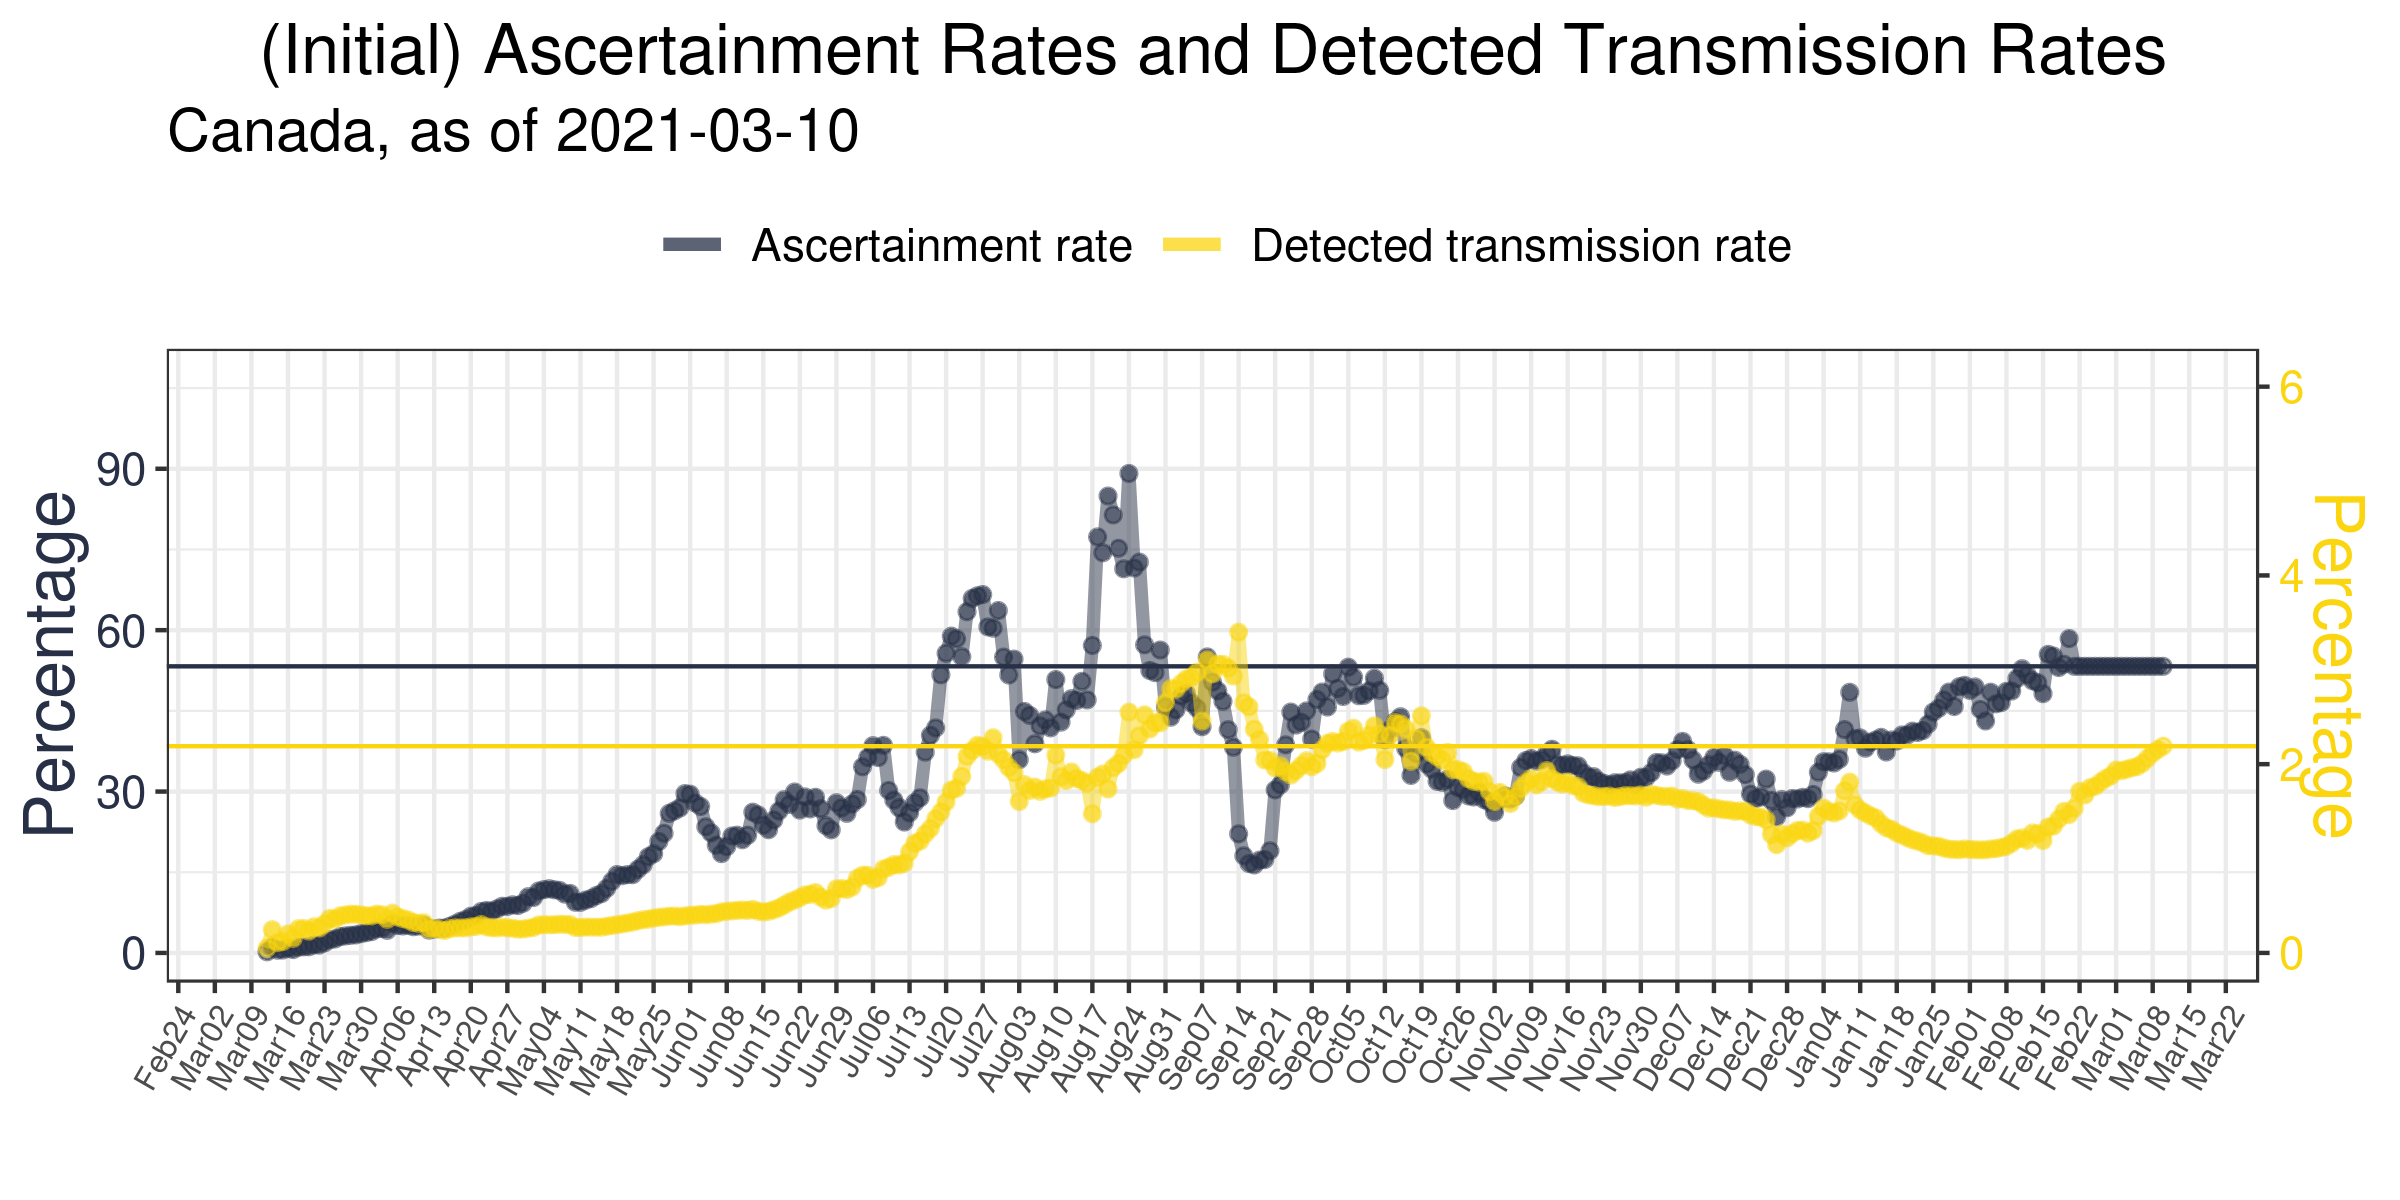 (Initial) Ascertainment Rates and Detected Transmission Rates
Canada, as of 2021-03-10
Ascertainment rate
Detected transmission rate
Percentage
90
60
30
0
6
4
2
0
Percentage
Feb24
Mar02
Mar09
Mar16
Mar23
Mar30
Apr06
Apr13
Apr20
Apr27
May04
May11
May18
May25
Jun01
Jun08
Jun15
Jun22
Jun29
Jul06
Jul13
Jul20
Jul27
Aug03
Aug10
Aug17
Aug24
Aug31
Sep07
Sep14
Sep21
Sep28
Oct05
Oct12
Oct19
Oct26
Nov02
Nov09
Nov16
Nov23
Nov30
Dec07
Dec14
Dec21
Dec28
Jan04
Jan11
Jan18
Jan25
Feb01
Feb08
Feb15
Feb22
Mar01
Mar08
Mar15
Mar22